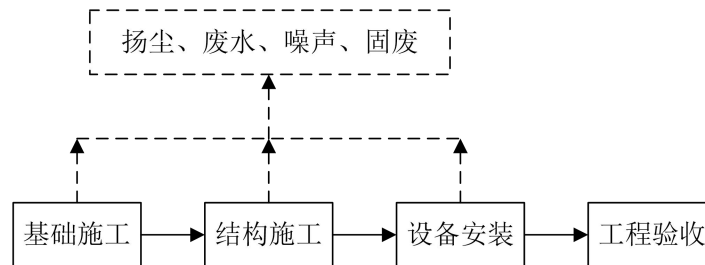 扬尘、废水、噪声、固废
基础施工
结构施工
设备安装
工程验收